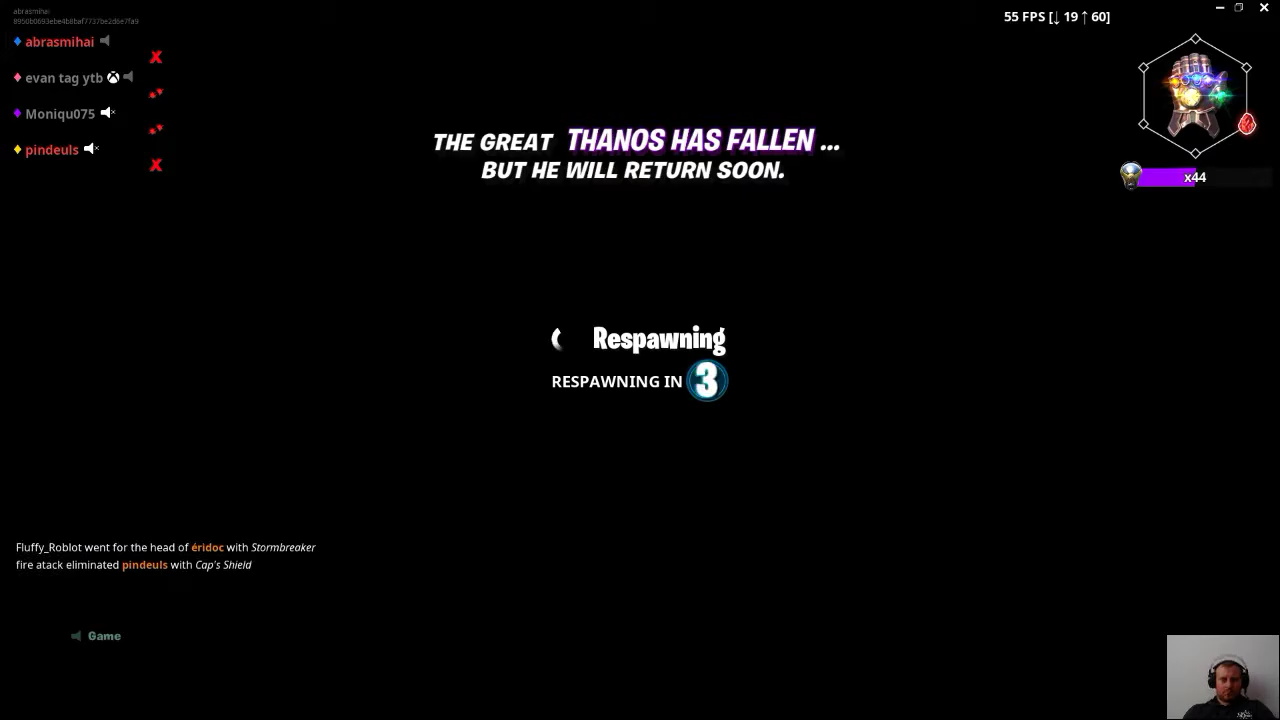 abrasmihai
55 FPS [↓ 19 ↑ 60]
abrasmihai
evan tag ytb
Moniqu075
pindeuls
THE GREAT THANOS HAS FALLEN ...
BUT HE WILL RETURN SOON.
x44
Respawning
RESPAWNING IN 3
Fluffy_Roblot went for the head of éridoc with Stormbreaker
fire atack eliminated pindeuls with Cap's Shield
Game